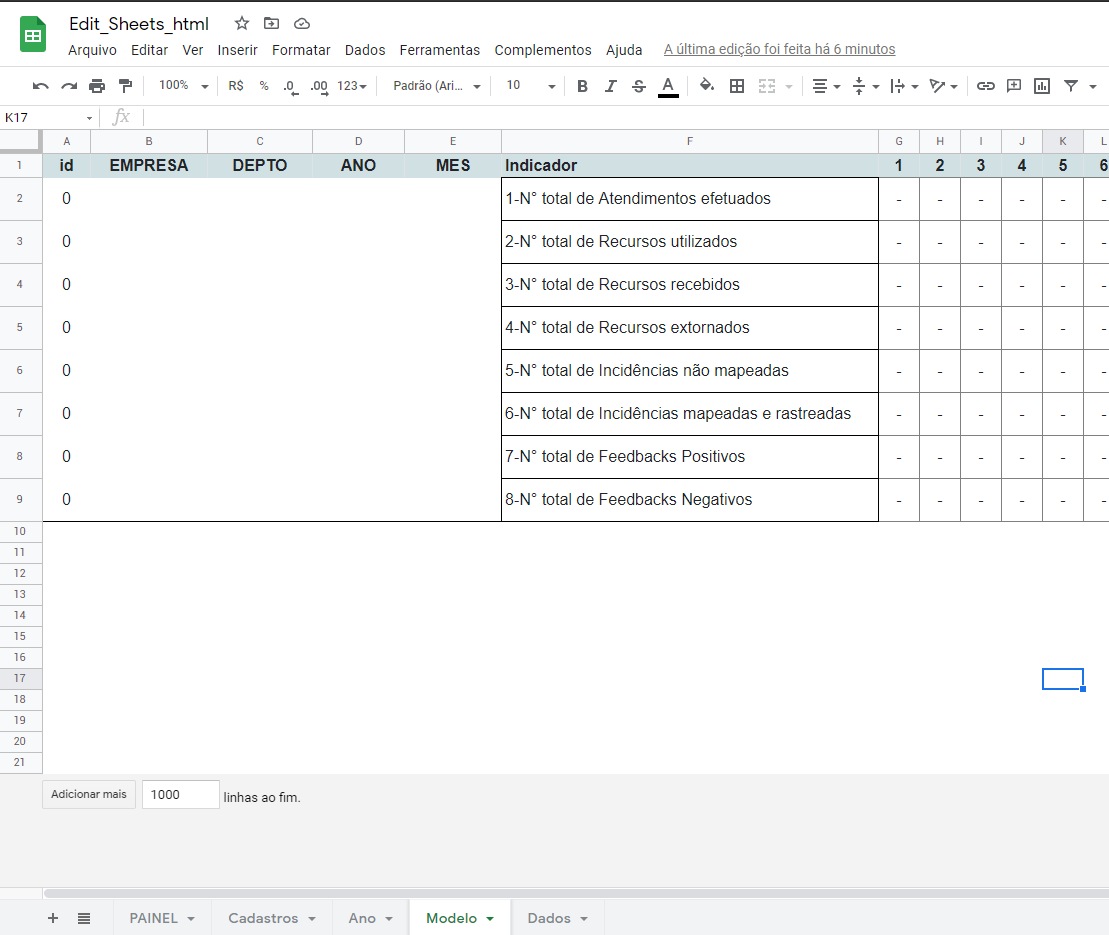 Edit_Sheets_html
Arquivo Editar Ver Inserir Formatar Dados Ferramentas Complementos Ajuda A última edição foi feita há 6 minutos
100% R$ % .0 .00 123 Padrão (Ari... 10 B I S A
K17 fx
A B C D E F G H I J K L
1 id EMPRESA DEPTO ANO MES Indicador 1 2 3 4 5 6
2 0 1-N° total de Atendimentos efetuados - - - - - -
3 0 2-N° total de Recursos utilizados - - - - - -
4 0 3-N° total de Recursos recebidos - - - - - -
5 0 4-N° total de Recursos extornados - - - - - -
6 0 5-N° total de Incidências não mapeadas - - - - - -
7 0 6-N° total de Incidências mapeadas e rastreadas - - - - - -
8 0 7-N° total de Feedbacks Positivos - - - - - -
9 0 8-N° total de Feedbacks Negativos - - - - - -
10
11
12
13
14
15
16
17
18
19
20
21
Adicionar mais 1000 linhas ao fim.
+ PAINEL Cadastros Ano Modelo Dados